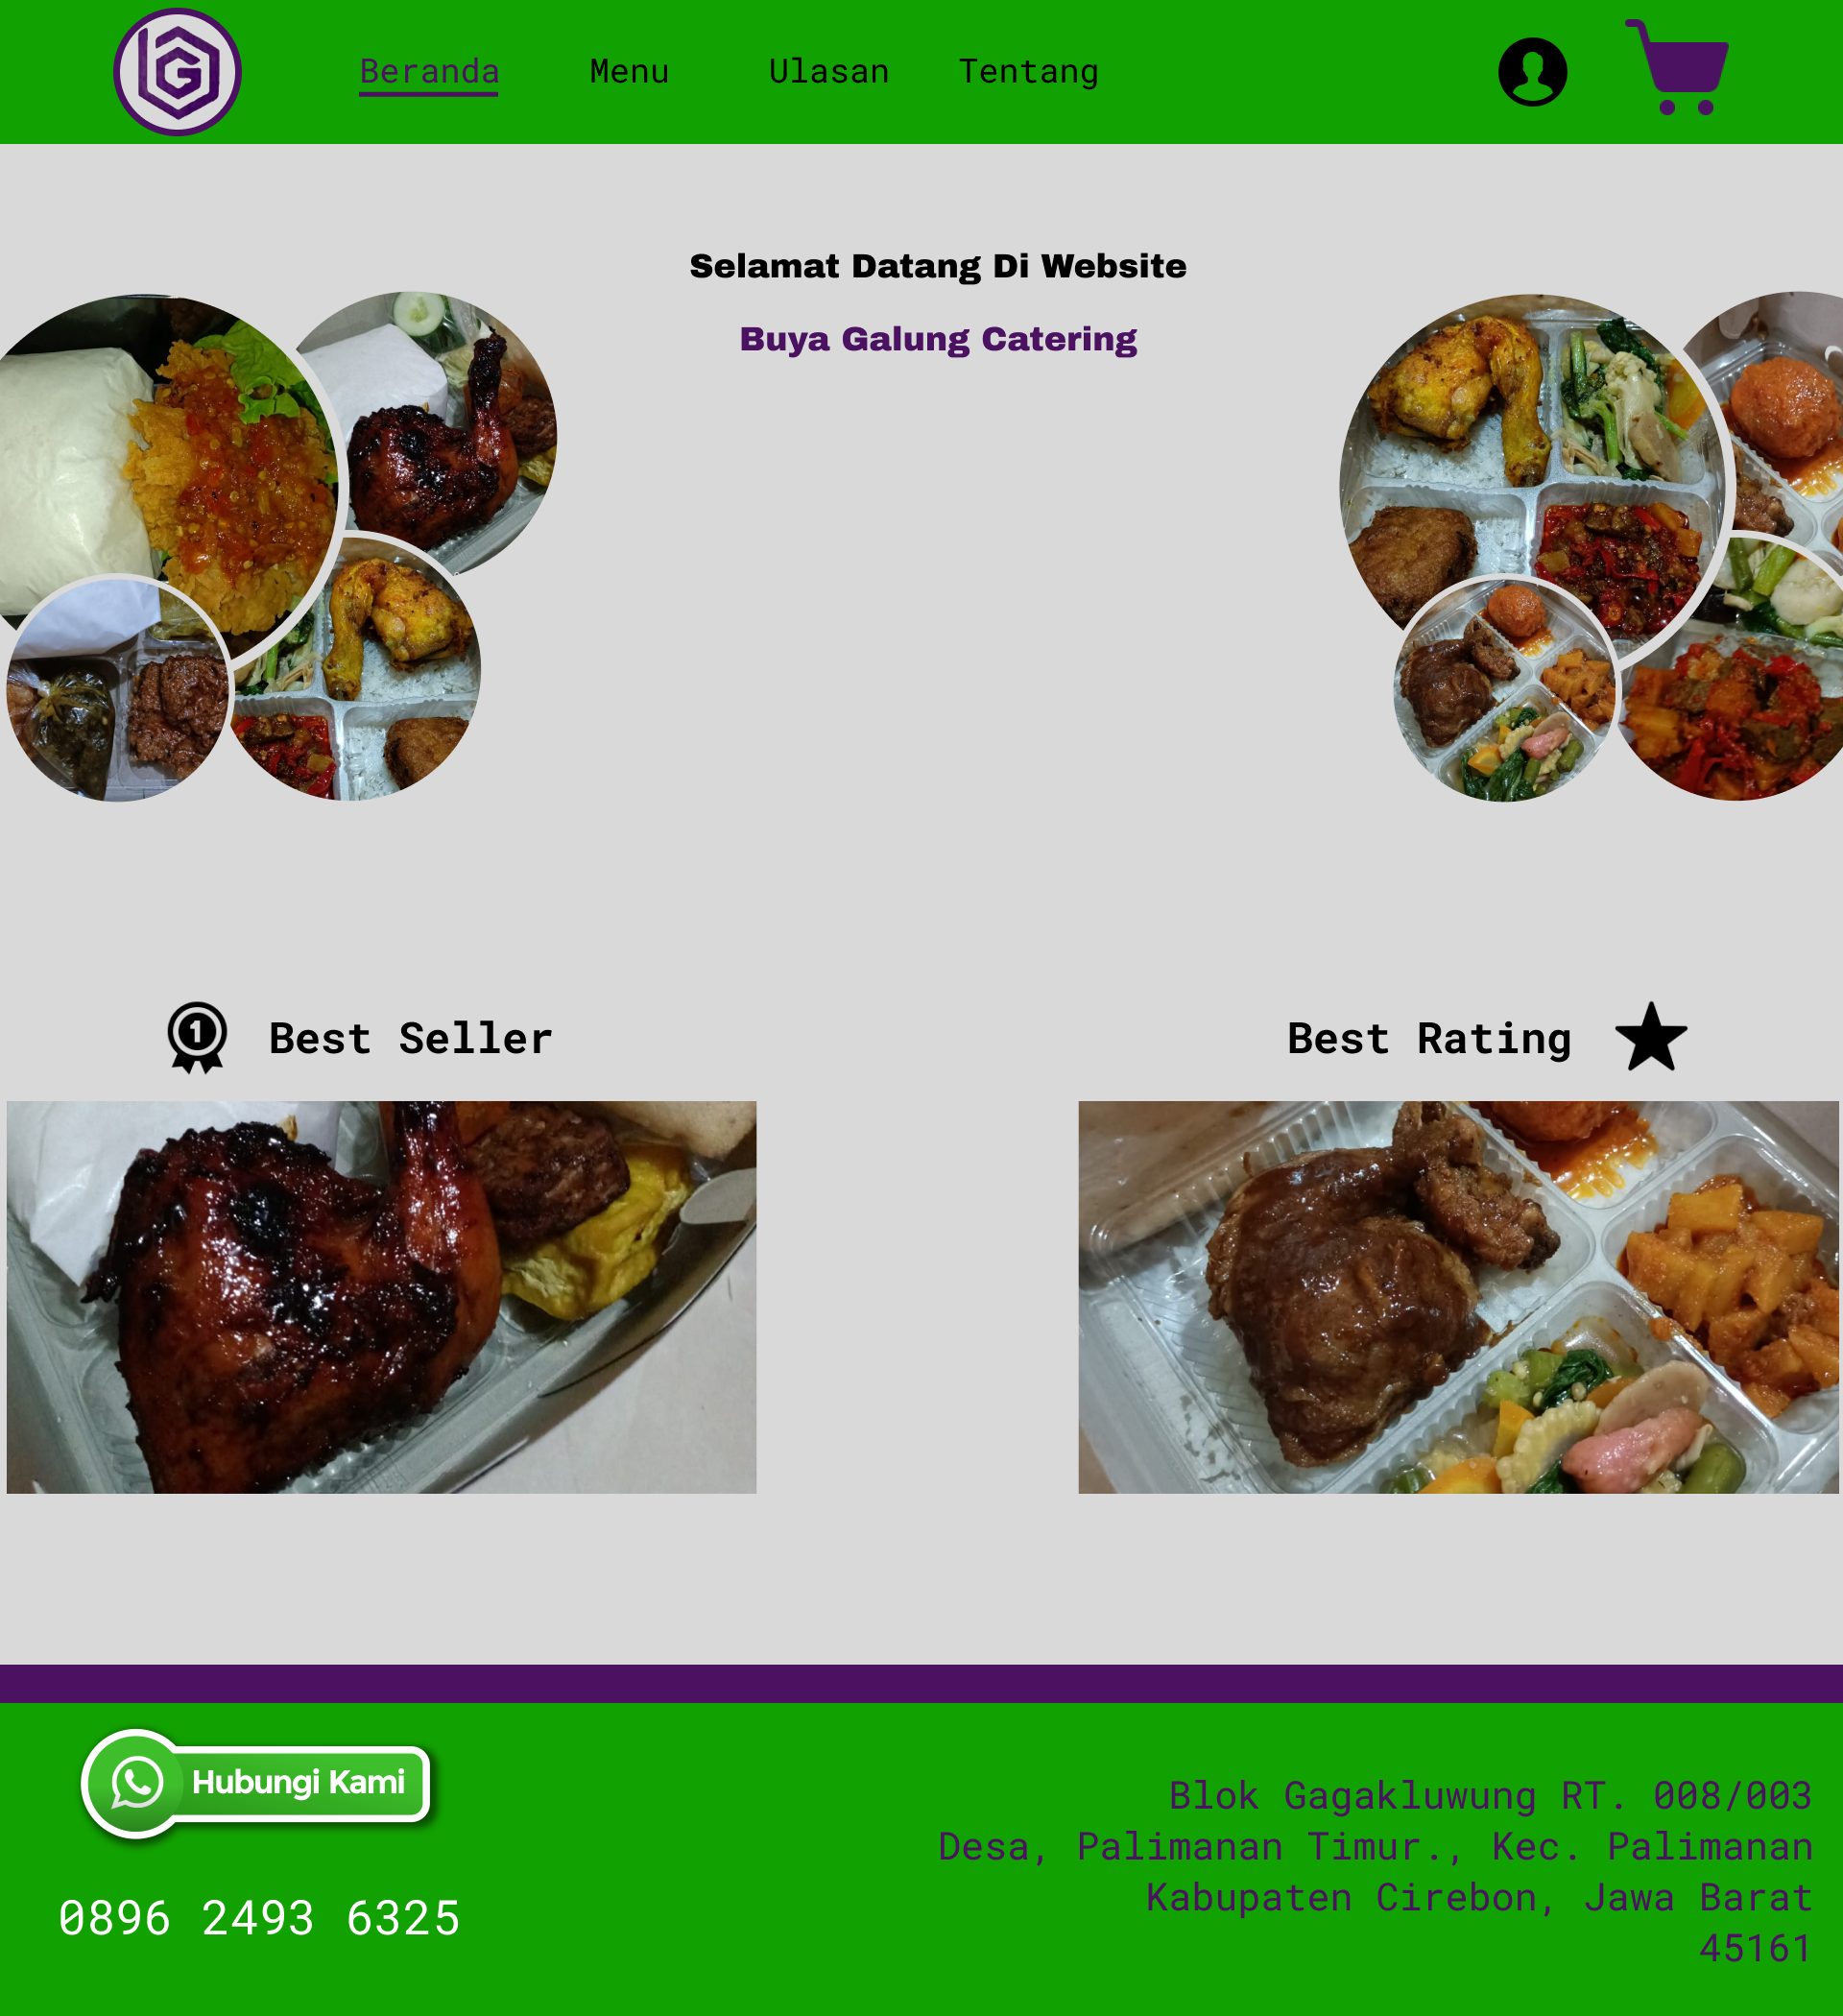 Beranda Menu Ulasan Tentang
Selamat Datang Di Website
Buya Galung Catering
1 Best Seller
Best Rating
Hubungi Kami
0896 2493 6325
Blok Gagakluwung RT. 008/003
Desa, Palimanan Timur., Kec. Palimanan
Kabupaten Cirebon, Jawa Barat
45161